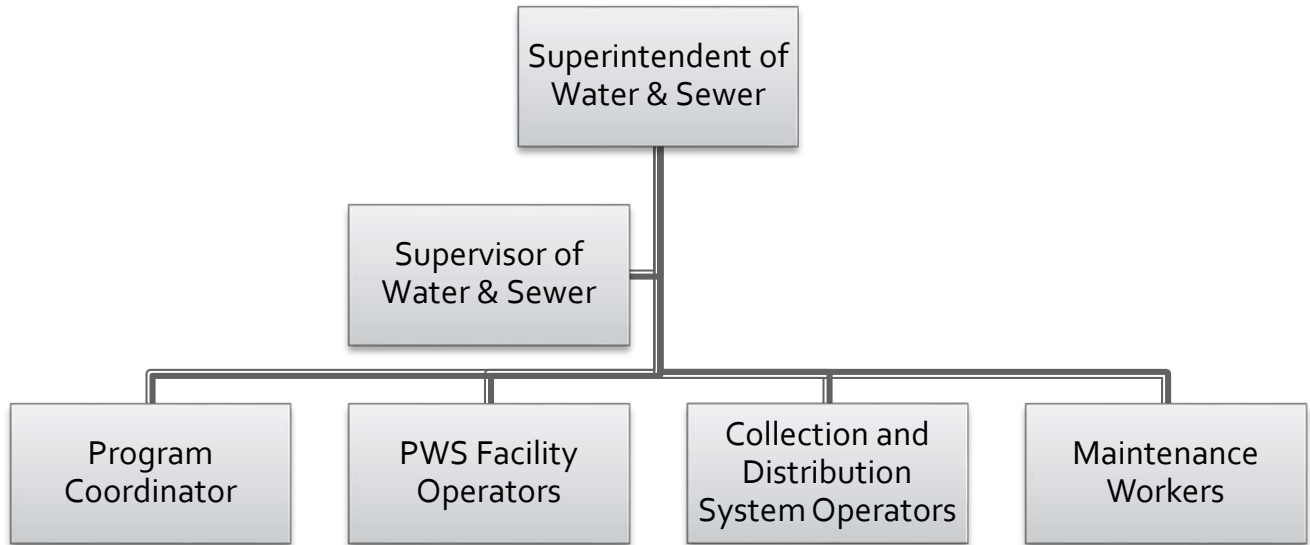 Superintendent of
Water & Sewer
Supervisor of
Water & Sewer
Program
Coordinator
PWS Facility
Operators
Collection and
Distribution
System Operators
Maintenance
Workers